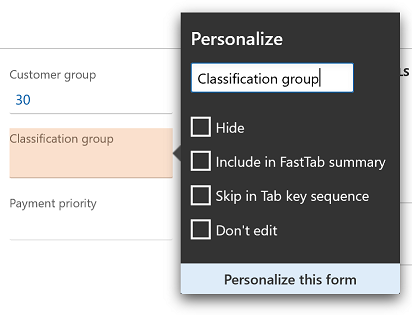 Personalize
Customer group
Classification group
30
Hide
Classification group
Include in FastTab summary
Skip in Tab key sequence
Payment priority
Don't edit
Personalize this form